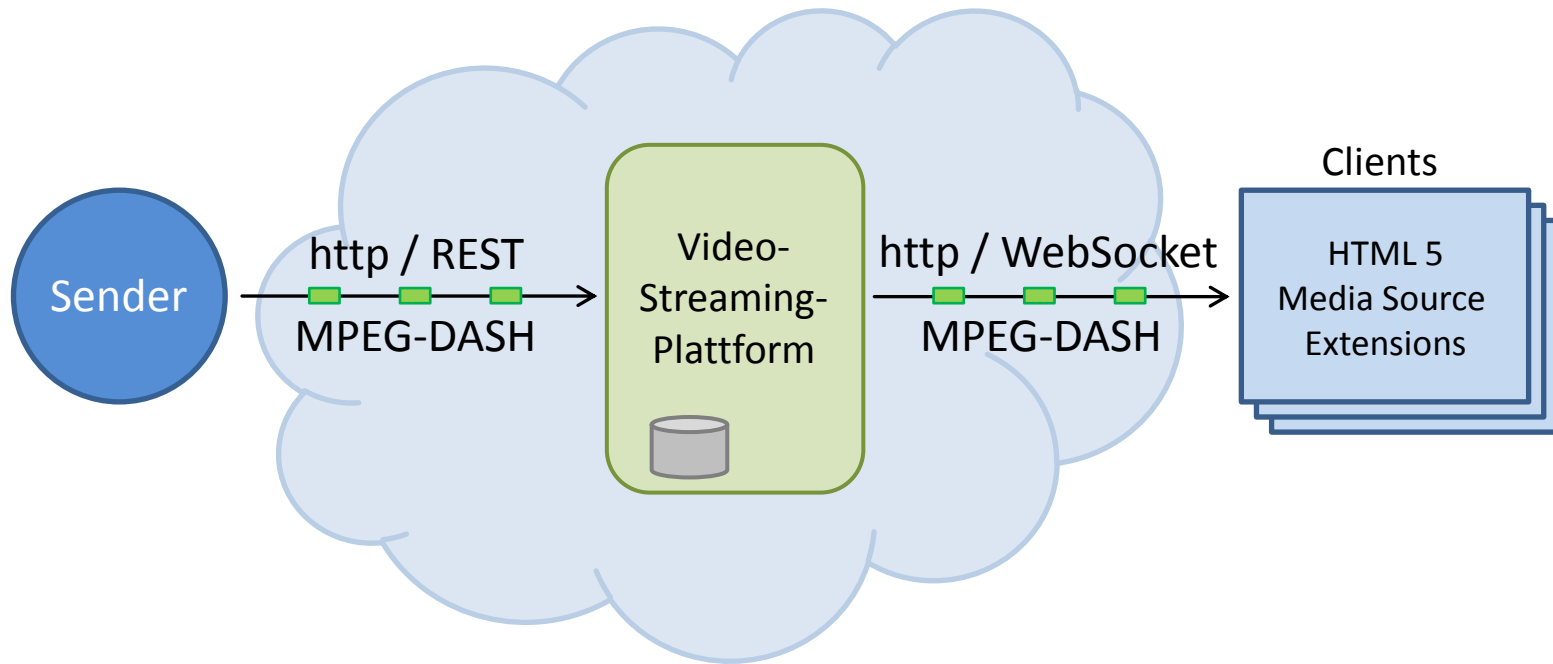 Sender
http / REST
MPEG-DASH
Video-
Streaming-
Plattform
http / WebSocket
MPEG-DASH
Clients
HTML 5
Media Source
Extensions